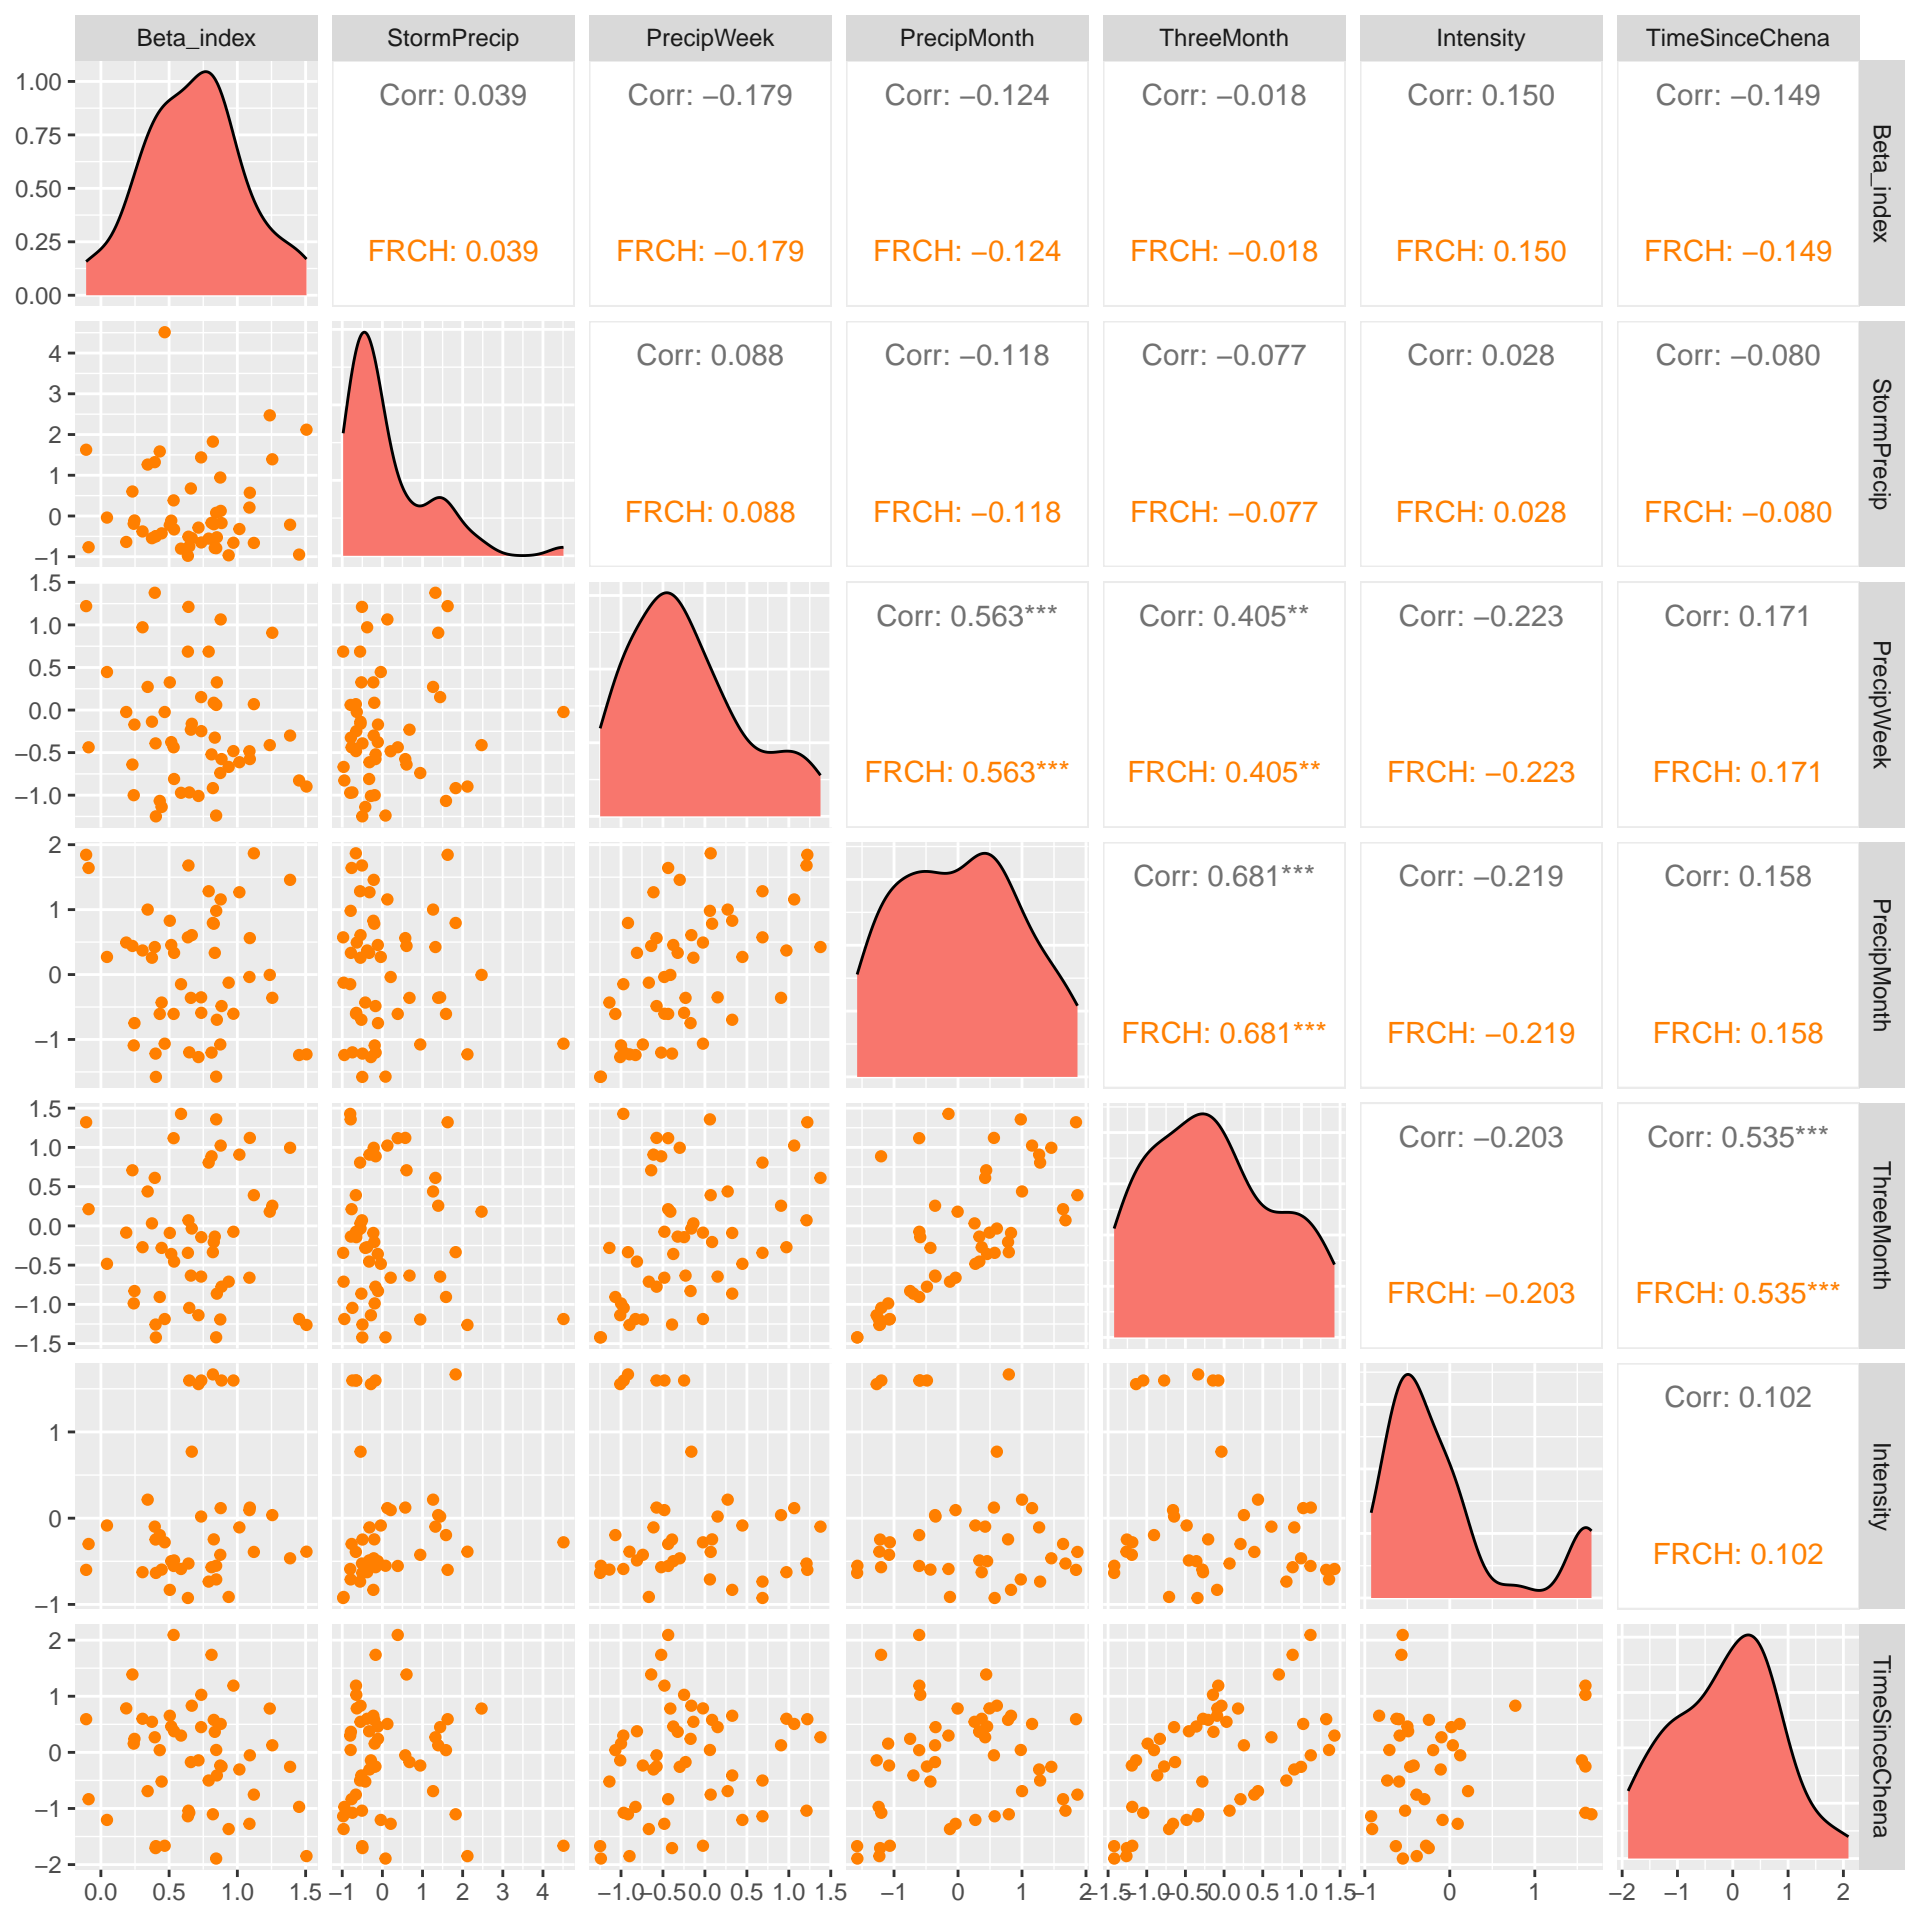 Beta_index StormPrecip PrecipWeek PrecipMonth ThreeMonth Intensity TimeSinceChena
1.00
0.75
0.50
0.25
0.00
Corr: 0.039 Corr: −0.179 Corr: −0.124 Corr: −0.018 Corr: 0.150 Corr: −0.149
FRCH: 0.039 FRCH: −0.179 FRCH: −0.124 FRCH: −0.018 FRCH: 0.150 FRCH: −0.149
Beta_index
4
3
2
1
0
−1
Corr: 0.088 Corr: −0.118 Corr: −0.077 Corr: 0.028 Corr: −0.080
FRCH: 0.088 FRCH: −0.118 FRCH: −0.077 FRCH: 0.028 FRCH: −0.080
StormPrecip
1.5
1.0
0.5
0.0
−0.5
−1.0
Corr: 0.563*** Corr: 0.405** Corr: −0.223 Corr: 0.171
FRCH: 0.563*** FRCH: 0.405** FRCH: −0.223 FRCH: 0.171
PrecipWeek
2
1
0
−1
Corr: 0.681*** Corr: −0.219 Corr: 0.158
FRCH: 0.681*** FRCH: −0.219 FRCH: 0.158
PrecipMonth
1.5
1.0
0.5
0.0
−0.5
−1.0
−1.5
Corr: −0.203 Corr: 0.535***
FRCH: −0.203 FRCH: 0.535***
ThreeMonth
1
0
−1
Corr: 0.102
FRCH: 0.102
Intensity
2
1
0
−1
−2
TimeSinceChena
0.0 0.5 1.0 1.5 −1 0 1 2 3 4 −1.0 −0.5 0.0 0.5 1.0 1.5 −1 0 1 2 −1.5 −1.0 −0.5 0.0 0.5 1.0 1.5 −1 0 1 −2 −1 0 1 2